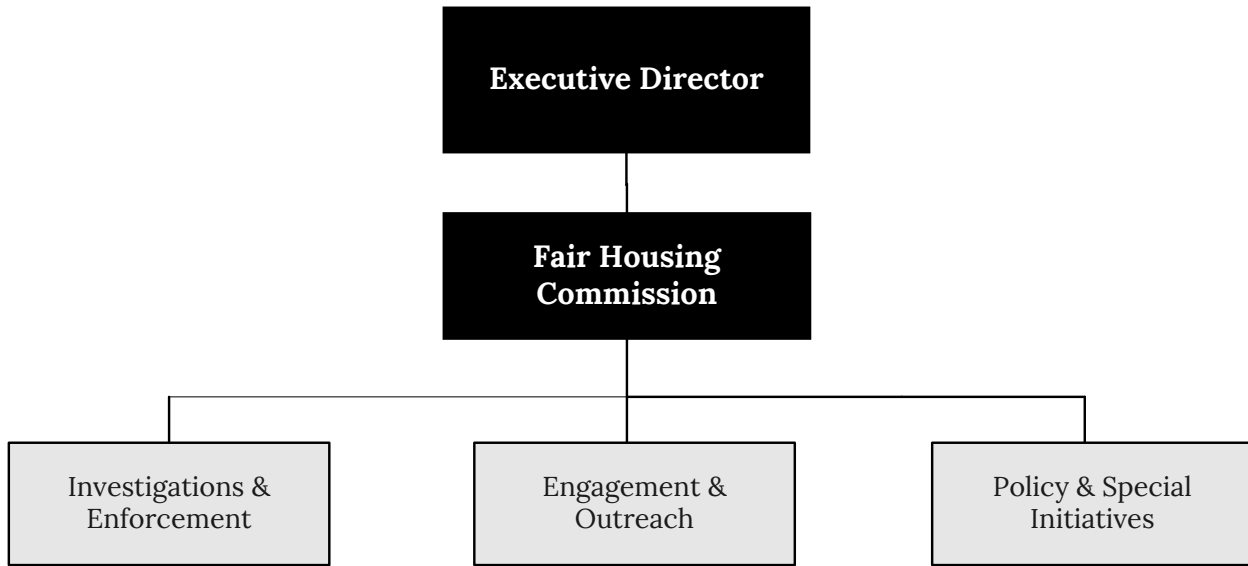 Executive Director
Fair Housing
Commission
Investigations &
Enforcement
Engagement &
Outreach
Policy & Special
Initiatives